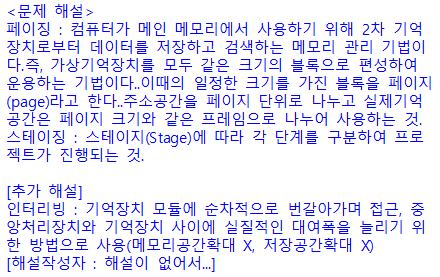 <문제 해설>
페이징 : 컴퓨터가 메인 메모리에서 사용하기 위해 2차 기억
장치로부터 데이터를 저장하고 검색하는 메모리 관리 기법이
다.즉, 가상기억장치를 모두 같은 크기의 블록으로 편성하여
운용하는 기법이다..이때의 일정한 크기를 가진 블록을 페이지
(page)라고 한다..주소공간을 페이지 단위로 나누고 실제기억
공간은 페이지 크기와 같은 프레임으로 나누어 사용하는 것.
스테이징 : 스테이지(Stage)에 따라 각 단계를 구분하여 프로
젝트가 진행되는 것.
[추가 해설]
인터리빙 : 기억장치 모듈에 순차적으로 번갈아가며 접근, 중
앙처리장치와 기억장치 사이에 실질적인 대여폭을 늘리기 위
한 방법으로 사용(메모리공간확대 X, 저장공간확대 X)
[해설작성자 : 해설이 없어서...]